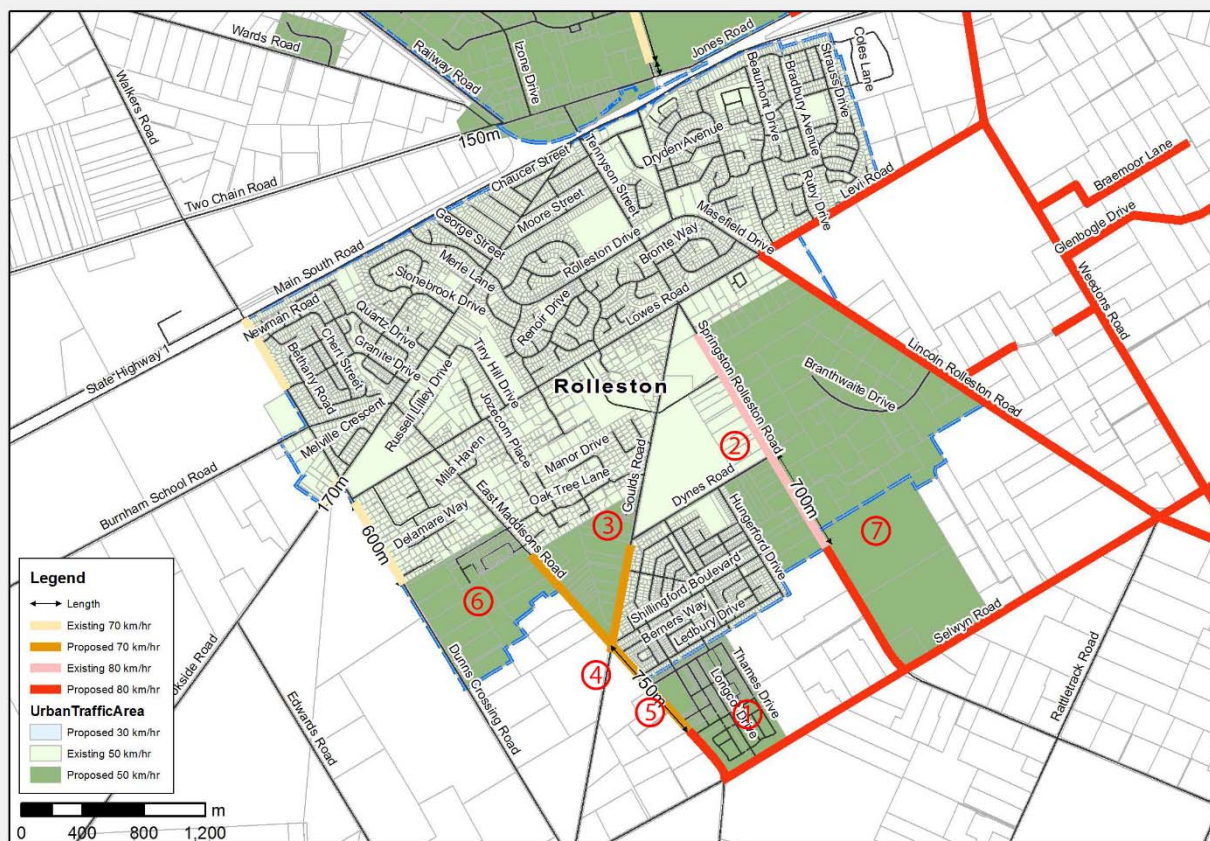 Wards Road
Railway Road
Izone Drive
Jones Road
Coles Lane
Strauss Drive
Bradbury Avenue
Beaumont Drive
Walkers Road
150m
Tennyson Street
Dryden Avenue
Chaucer Street
Two Chain Road
Moore Street
George Street
Ruby Drive
Levi Road
Braemoor Lane
Masefield Drive
Glenbogle Drive
Main South Road
Merle Lane
Rolleston Drive
Bronte Way
Stonebrook Drive
Weedons Road
Newman Road
Quartz Drive
Renoir Drive
Lowes Road
State Highway 1
Chert Street
Granite Drive
Bethany Road
Tiny Hill Drive
Springston Rolleston Road
Lincoln Rolleston Road
Russell Lilley Drive
Rolleston
Branthwaite Drive
Melville Crescent
Jozecom Place
Manor Drive
②
Burnham School Road
170m
Mila Haven
Oak Tree Lane
Goulds Road
Dynes Road
700m
Delamare Way
East Maddisons Road
③
Hungerford Drive
⑦
600m
Shillingford Boulevard
⑥
Berners Way
Ledbury Drive
Selwyn Road
④
750m
Thames Drive
⑤
Rattletrack Road
Dunns Crossing Road
Edwards Road
okside Road
Legend
Length
Existing 70 km/hr
Proposed 70 km/hr
Existing 80 km/hr
Proposed 80 km/hr
UrbanTrafficArea
Proposed 30 km/hr
Existing 50 km/hr
Proposed 50 km/hr
0 400 800 1,200 m